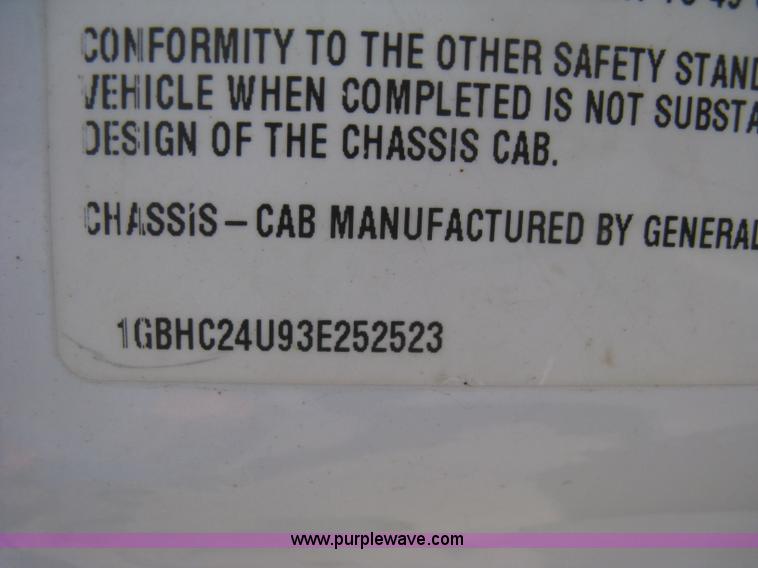 CONFORMITY TO THE OTHER SAFETY STAND
VEHICLE WHEN COMPLETED IS NOT SUBSTA
DESIGN OF THE CHASSIS CAB.
CHASSIS – CAB MANUFACTURED BY GENERAL
1GBHC24U93E252523
www.purplewave.com